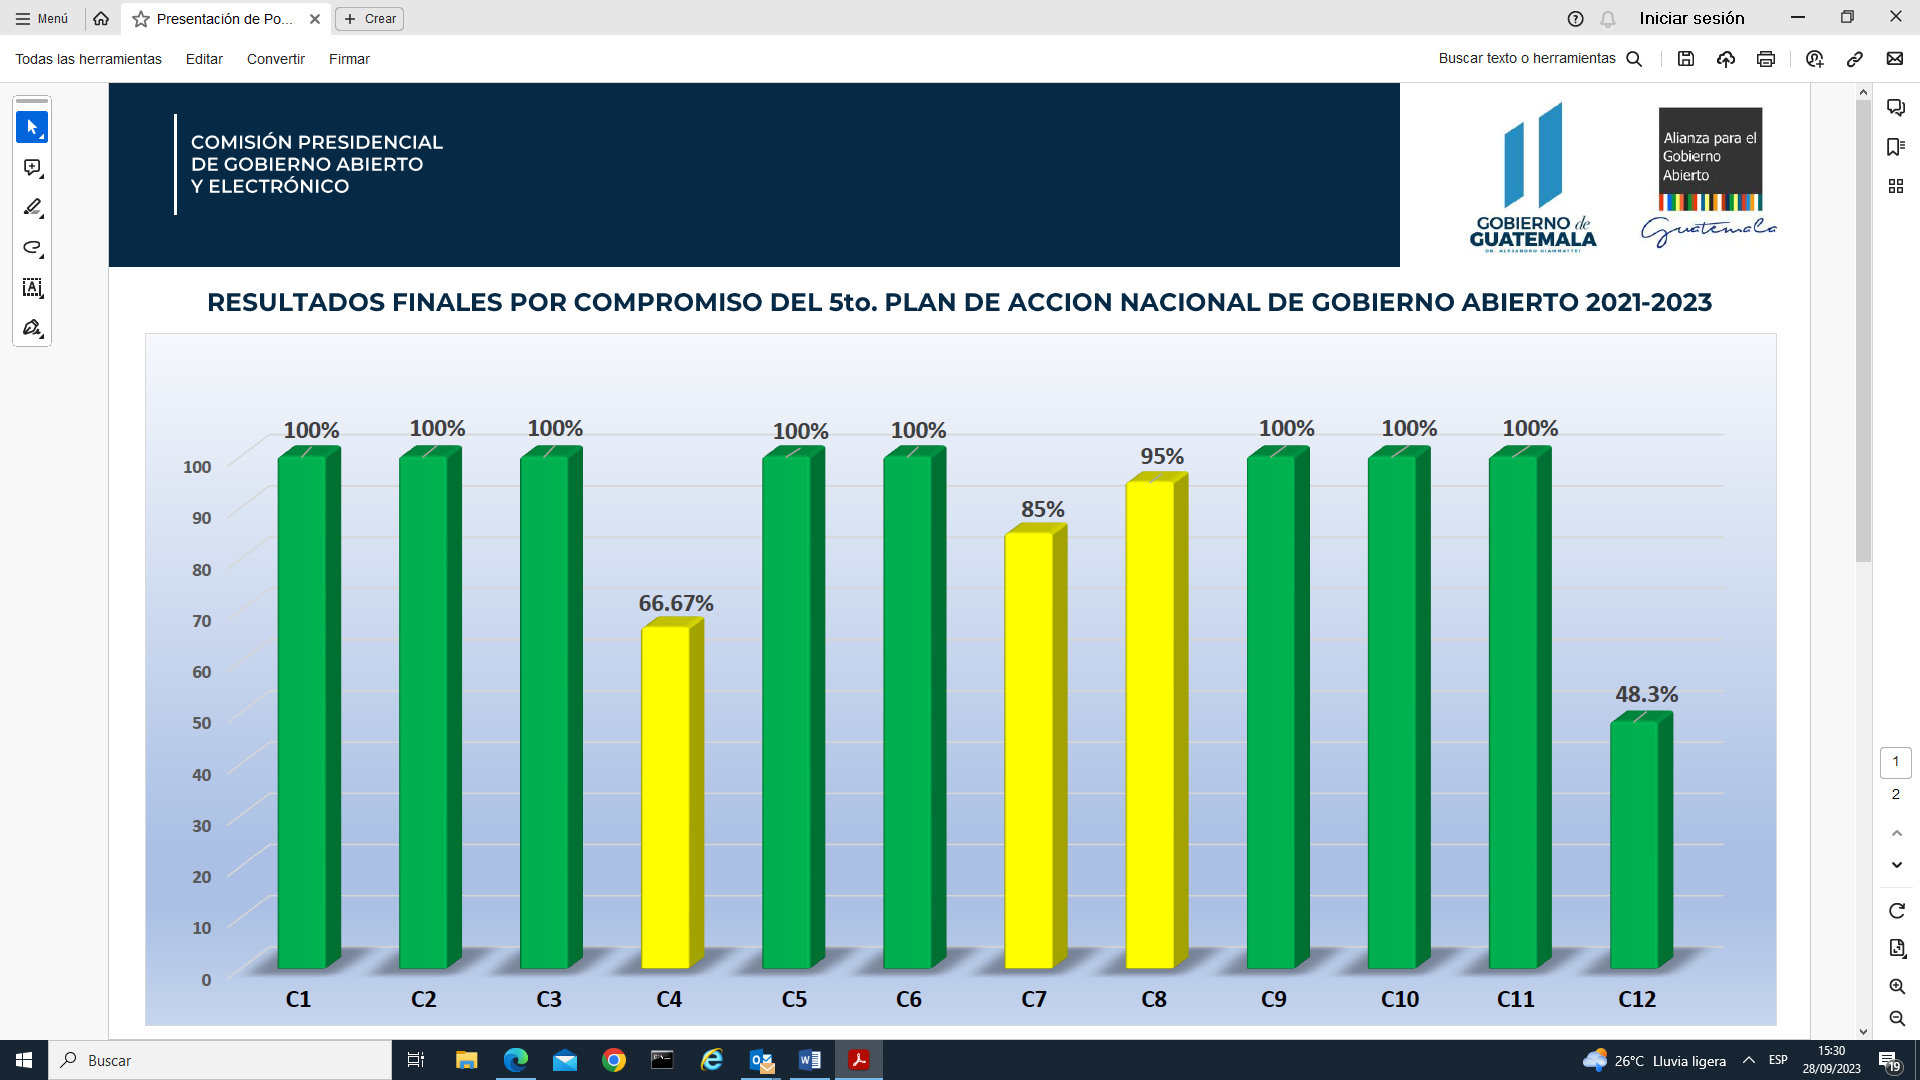 Menú
Presentación de Po...
Crear
Iniciar sesión
Todas las herramientas
Editar
Convertir
Firmar
Buscar texto o herramientas
COMISIÓN PRESIDENCIAL
DE GOBIERNO ABIERTO
Y ELECTRÓNICO
GOBIERNO de
GUATEMALA
DR. ALEJANDRO GIAMMATTEI
Alianza para el
Gobierno
Abierto
Guatemala
RESULTADOS FINALES POR COMPROMISO DEL 5to. PLAN DE ACCION NACIONAL DE GOBIERNO ABIERTO 2021-2023
100% 100% 100% 66.67% 100% 100% 85% 95% 100% 100% 100% 48.3%
100
90
80
70
60
50
40
30
20
10
0
C1 C2 C3 C4 C5 C6 C7 C8 C9 C10 C11 C12
1
2
Buscar
26°C Lluvia ligera
ESP
15:30
28/09/2023
19